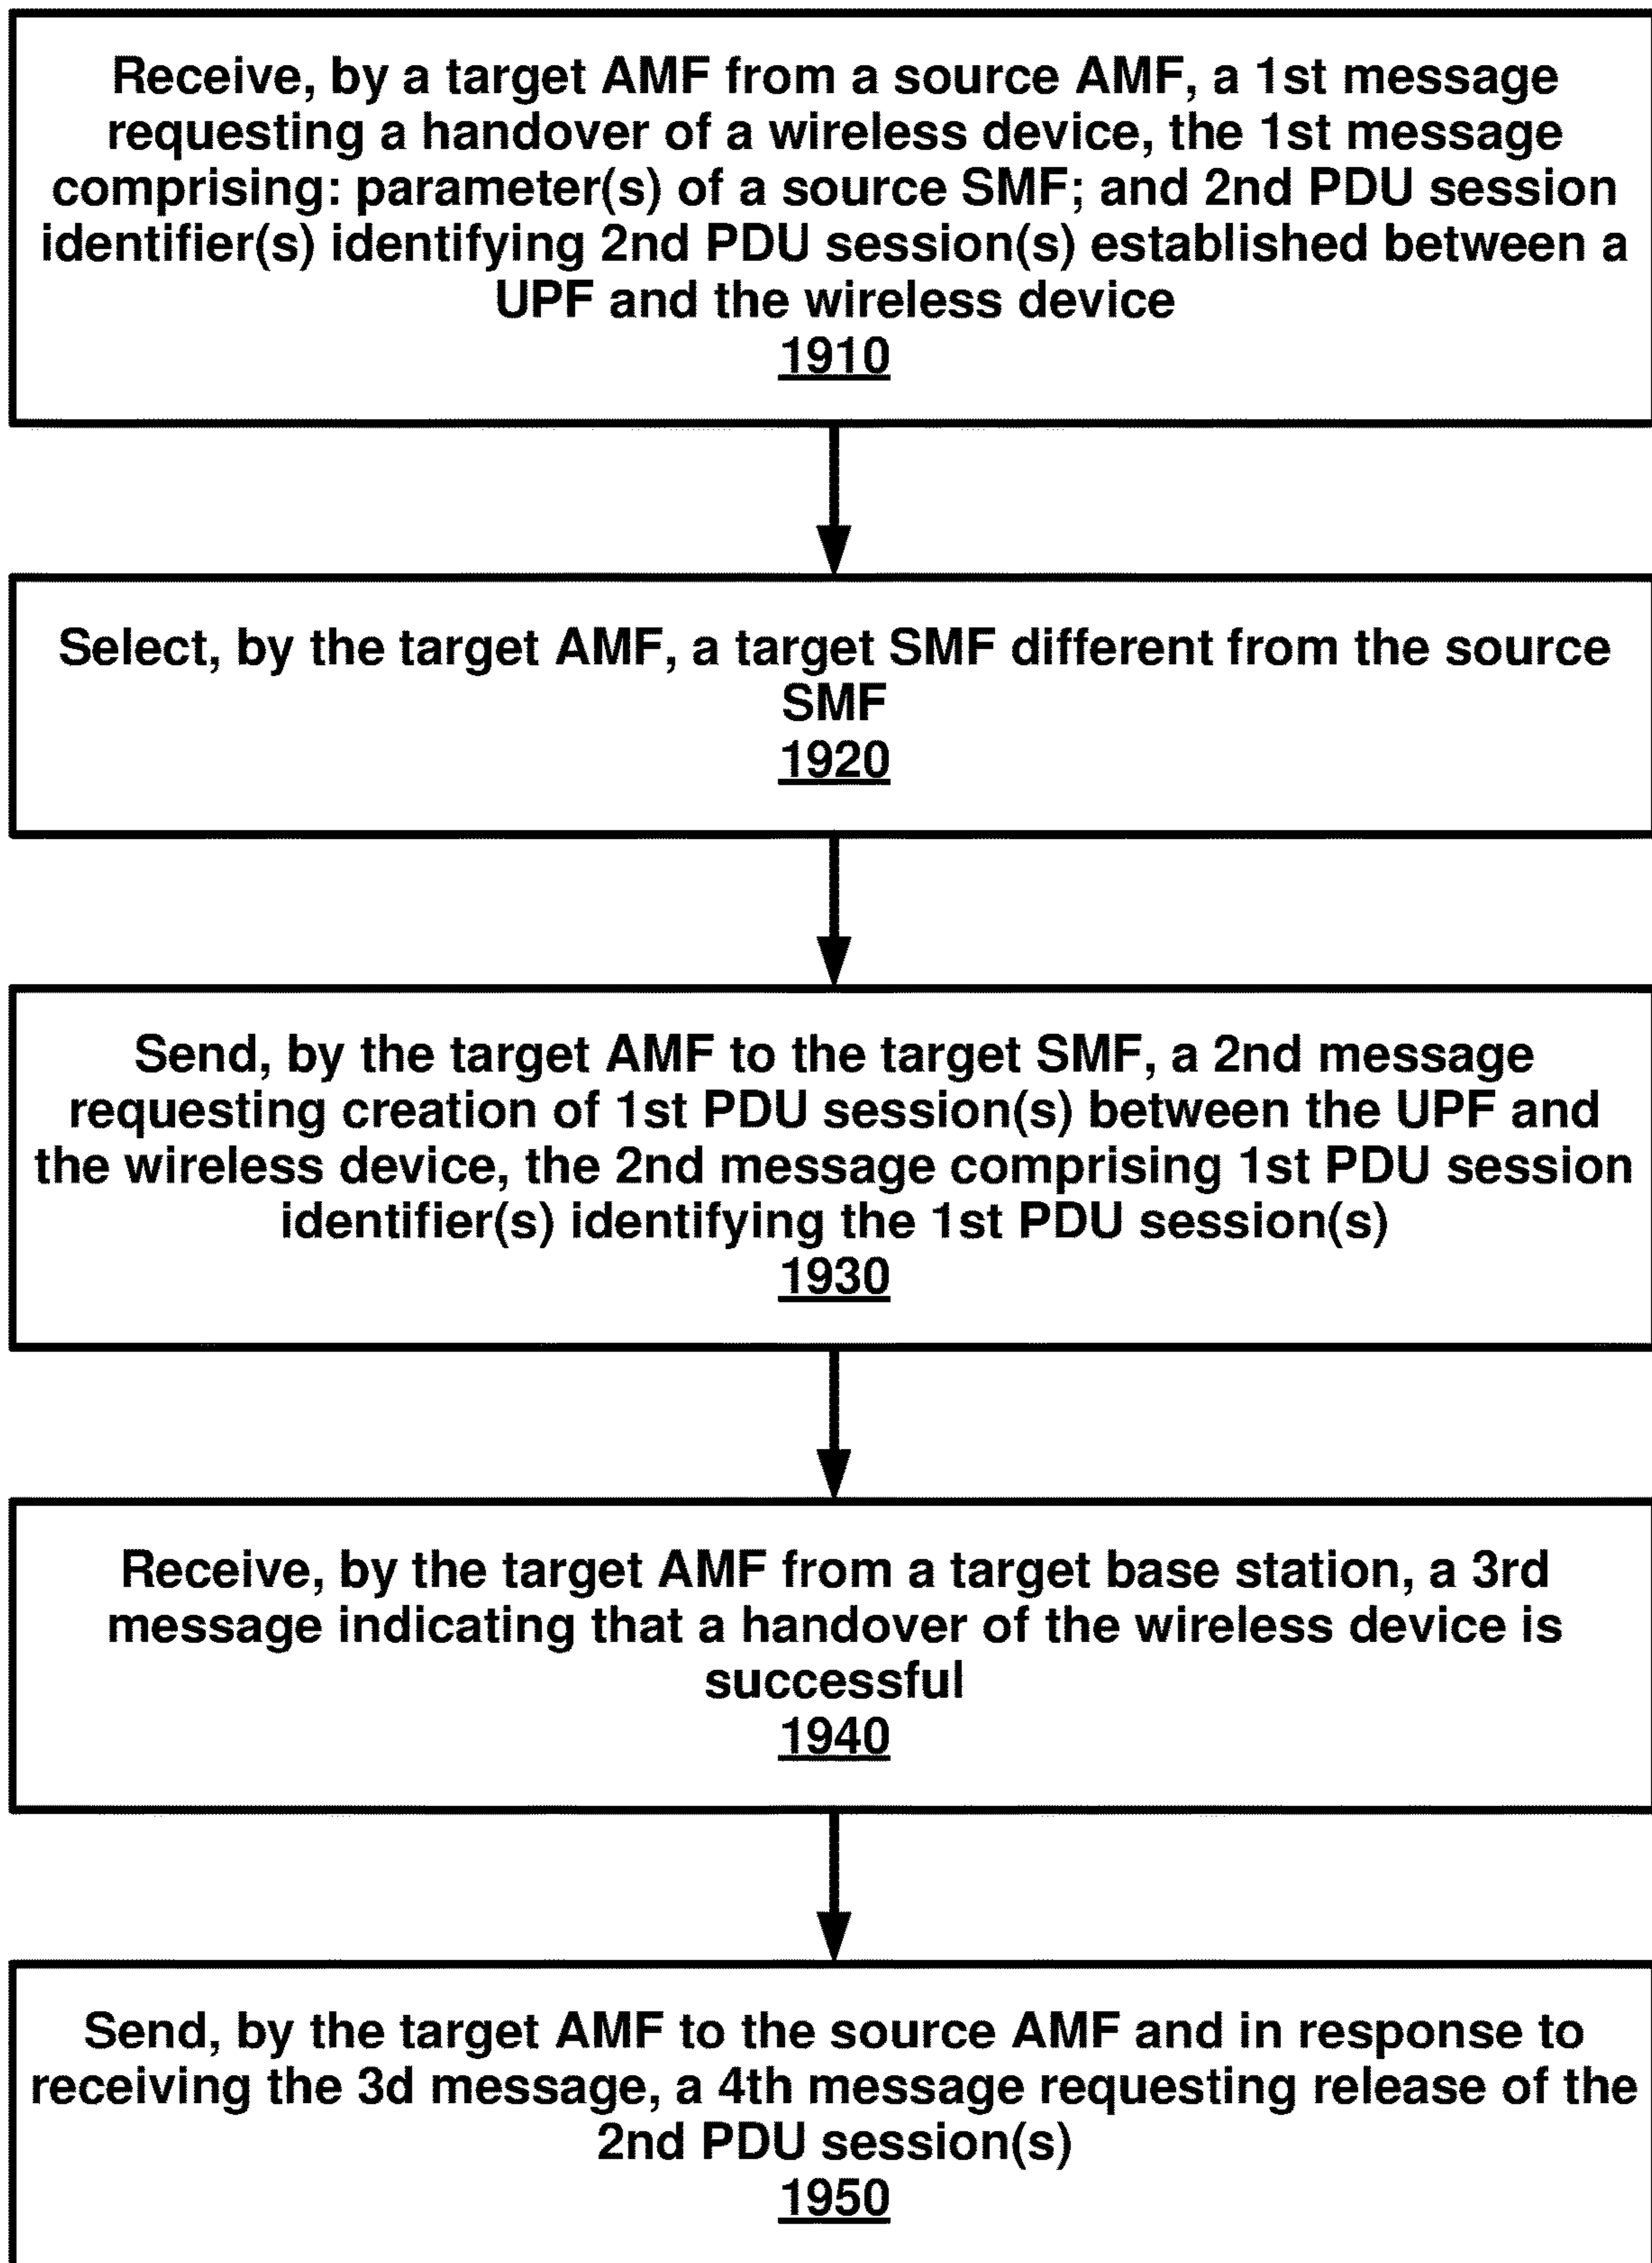 Receive, by a target AMF from a source AMF, a 1st message
requesting a handover of a wireless device, the 1st message
comprising: parameter(s) of a source SMF; and 2nd PDU session
identifier(s) identifying 2nd PDU session(s) established between a
UPF and the wireless device
1910
Select, by the target AMF, a target SMF different from the source
SMF
1920
Send, by the target AMF to the target SMF, a 2nd message
requesting creation of 1st PDU session(s) between the UPF and
the wireless device, the 2nd message comprising 1st PDU session
identifier(s) identifying the 1st PDU session(s)
1930
Receive, by the target AMF from a target base station, a 3rd
message indicating that a handover of the wireless device is
successful
1940
Send, by the target AMF to the source AMF and in response to
receiving the 3d message, a 4th message requesting release of the
2nd PDU session(s)
1950